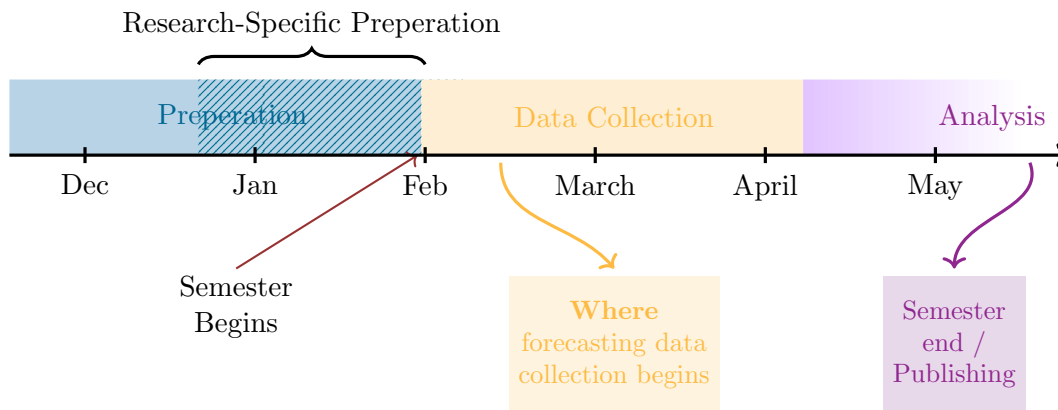 Research-Specific Preperation
Preperation
Data Collection
Analysis
Dec
Jan
Feb
March
April
May
Semester
Begins
Where
forecasting data
collection begins
Semester
end /
Publishing